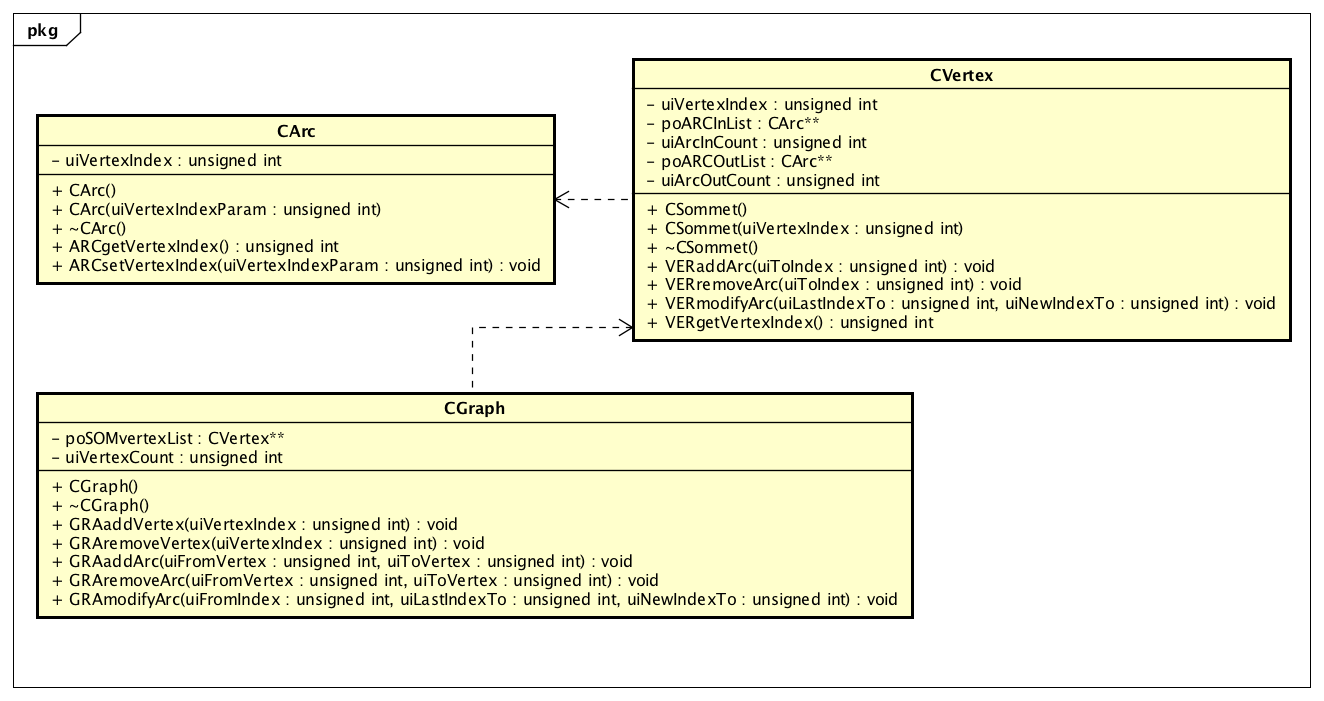 pkg
CVertex
– uiVertexIndex : unsigned int
– poARCInList : CArc**
– uiArcInCount : unsigned int
– poARCOutList : CArc**
– uiArcOutCount : unsigned int
+ CSommet()
+ CSommet(uiVertexIndex : unsigned int)
+ ~CSommet()
+ VERaddArc(uiToIndex : unsigned int) : void
+ VERremoveArc(uiToIndex : unsigned int) : void
+ VERmodifyArc(uiLastIndexTo : unsigned int, uiNewIndexTo : unsigned int) : void
+ VERgetVertexIndex() : unsigned int
CArc
– uiVertexIndex : unsigned int
+ CArc()
+ CArc(uiVertexIndexParam : unsigned int)
+ ~CArc()
+ ARCgetVertexIndex() : unsigned int
+ ARCsetVertexIndex(uiVertexIndexParam : unsigned int) : void
CGraph
– poSOMvertexList : CVertex**
– uiVertexCount : unsigned int
+ CGraph()
+ ~CGraph()
+ GRAaddVertex(uiVertexIndex : unsigned int) : void
+ GRAremoveVertex(uiVertexIndex : unsigned int) : void
+ GRAaddArc(uiFromVertex : unsigned int, uiToVertex : unsigned int) : void
+ GRAremoveArc(uiFromVertex : unsigned int, uiToVertex : unsigned int) : void
+ GRAmodifyArc(uiFromIndex : unsigned int, uiLastIndexTo : unsigned int, uiNewIndexTo : unsigned int) : void